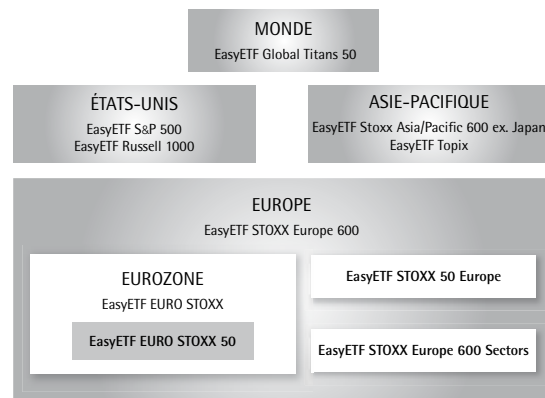 MONDE
EasyETF Global Titans 50
ÉTATS-UNIS
EasyETF S&P 500
EasyETF Russell 1000
ASIE-PACIFIQUE
EasyETF Stoxx Asia/Pacific 600 ex. Japan
EasyETF Topix
EUROPE
EasyETF STOXX Europe 600
EUROZONE
EasyETF EURO STOXX
EasyETF EURO STOXX 50
EasyETF STOXX 50 Europe
EasyETF STOXX Europe 600 Sectors